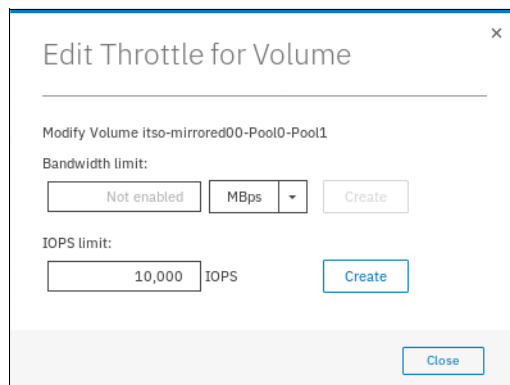 Edit Throttle for Volume
Modify Volume itso-mirrored00-Pool0-Pool1
Bandwidth limit:
Not enabled MBps Create
IOPS limit:
10,000 IOPS Create
Close